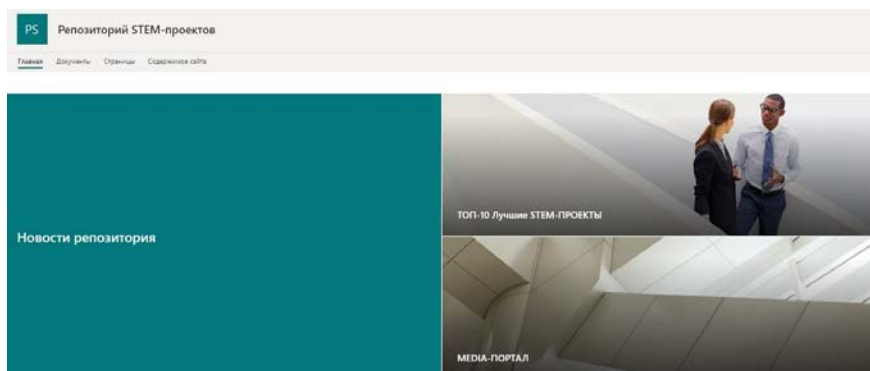 PS
Репозиторий STEM-проектов
Главная Документы Страницы Содержимое сайта
ТОП-10 Лучшие STEM-ПРОЕКТЫ
Новости репозитория
MEDIA-ПОРТАЛ